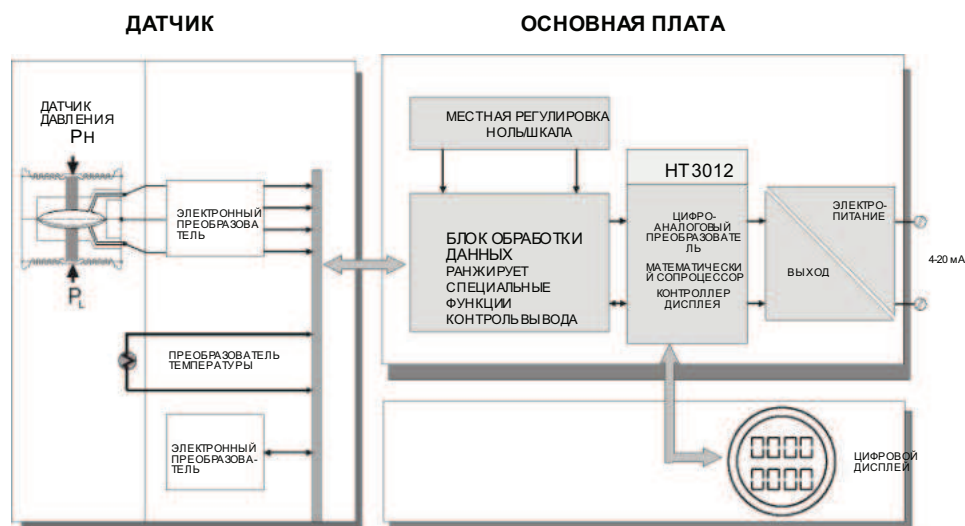 ДАТЧИК
ОСНОВНАЯ ПЛАТА
ДАТЧИК
ДАВЛЕНИЯ
PH
PL
ЭЛЕКТРОННЫЙ
ПРЕОБРАЗОВА
ТЕЛЬ
ПРЕОБРАЗОВАТЕЛЬ
ТЕМПЕРАТУРЫ
ЭЛЕКТРОННЫЙ
ПРЕОБРАЗОВА-
ТЕЛЬ
МЕСТНАЯ РЕГУЛИРОВКА
НОЛЬ\ШКАЛА
БЛОК ОБРАБОТКИ
ДАННЫХ
РАНЖИРУЕТ
СПЕЦИАЛЬНЫЕ
ФУНКЦИИ
КОНТРОЛЬ ВЫВОДА
HT3012
ЦИФРО-
АНАЛОГОВЫЙ
ПРЕОБРАЗОВАТЕ
ЛЬ
МАТЕМАТИЧЕСКИ
Й СОПРОЦЕССОР
КОНТРОЛЛЕР
ДИСПЛЕЯ
ЭЛЕКТРО-
ПИТАНИЕ
ВЫХОД
4-20 мА
ЦИФРОВОЙ
ДИСПЛЕЙ